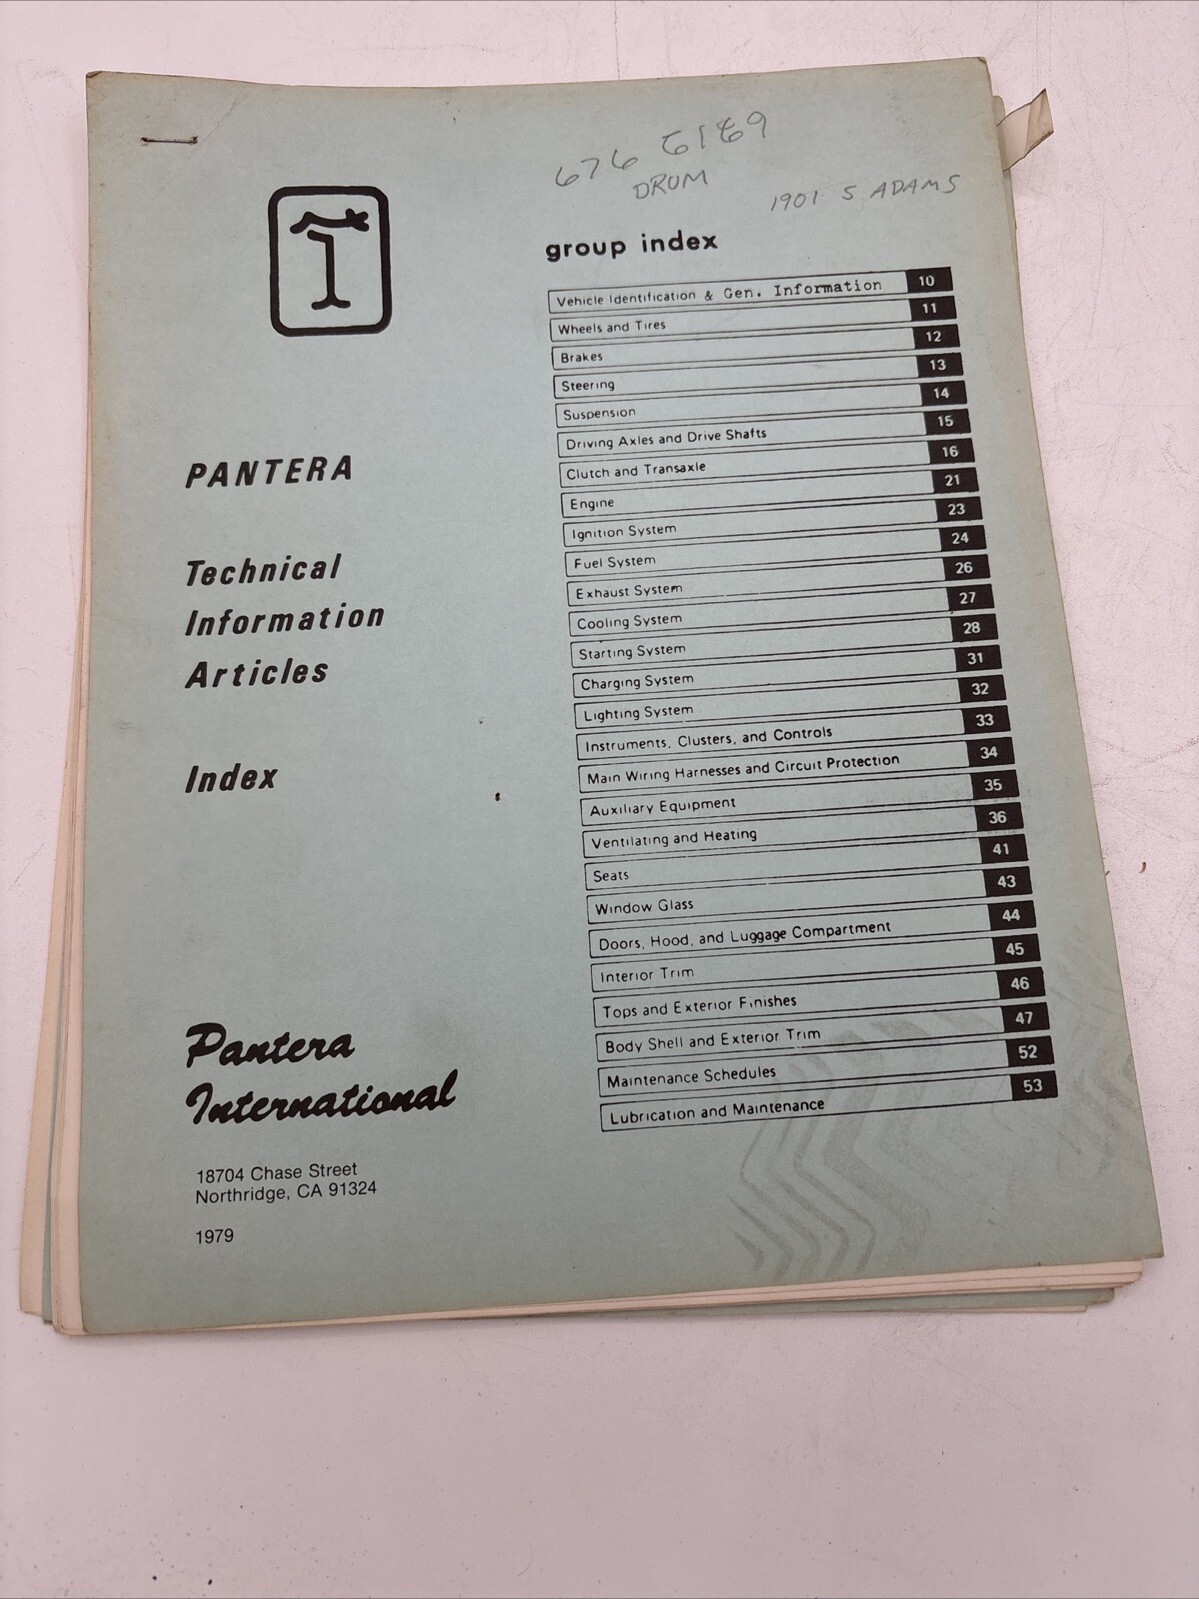 676 6169
DRUM
1901 S ADAMS
group index
Vehicle Identification & Gen. Information 10
Wheels and Tires 11
Brakes 12
Steering 13
Suspension 14
Driving Axles and Drive Shafts 15
Clutch and Transaxle 16
Engine 21
Ignition System 23
Fuel System 24
Exhaust System 26
Cooling System 27
Starting System 28
Charging System 31
Lighting System 32
Instruments, Clusters, and Controls 33
Main Wiring Harnesses and Circuit Protection 34
Auxiliary Equipment 35
Ventilating and Heating 36
Seats 41
Window Glass 43
Doors, Hood, and Luggage Compartment 44
Interior Trim 45
Tops and Exterior Finishes 46
Body Shell and Exterior Trim 47
Maintenance Schedules 52
Lubrication and Maintenance 53
PANTERA
Technical
Information
Articles
Index
Pantera
International
18704 Chase Street
Northridge, CA 91324
1979